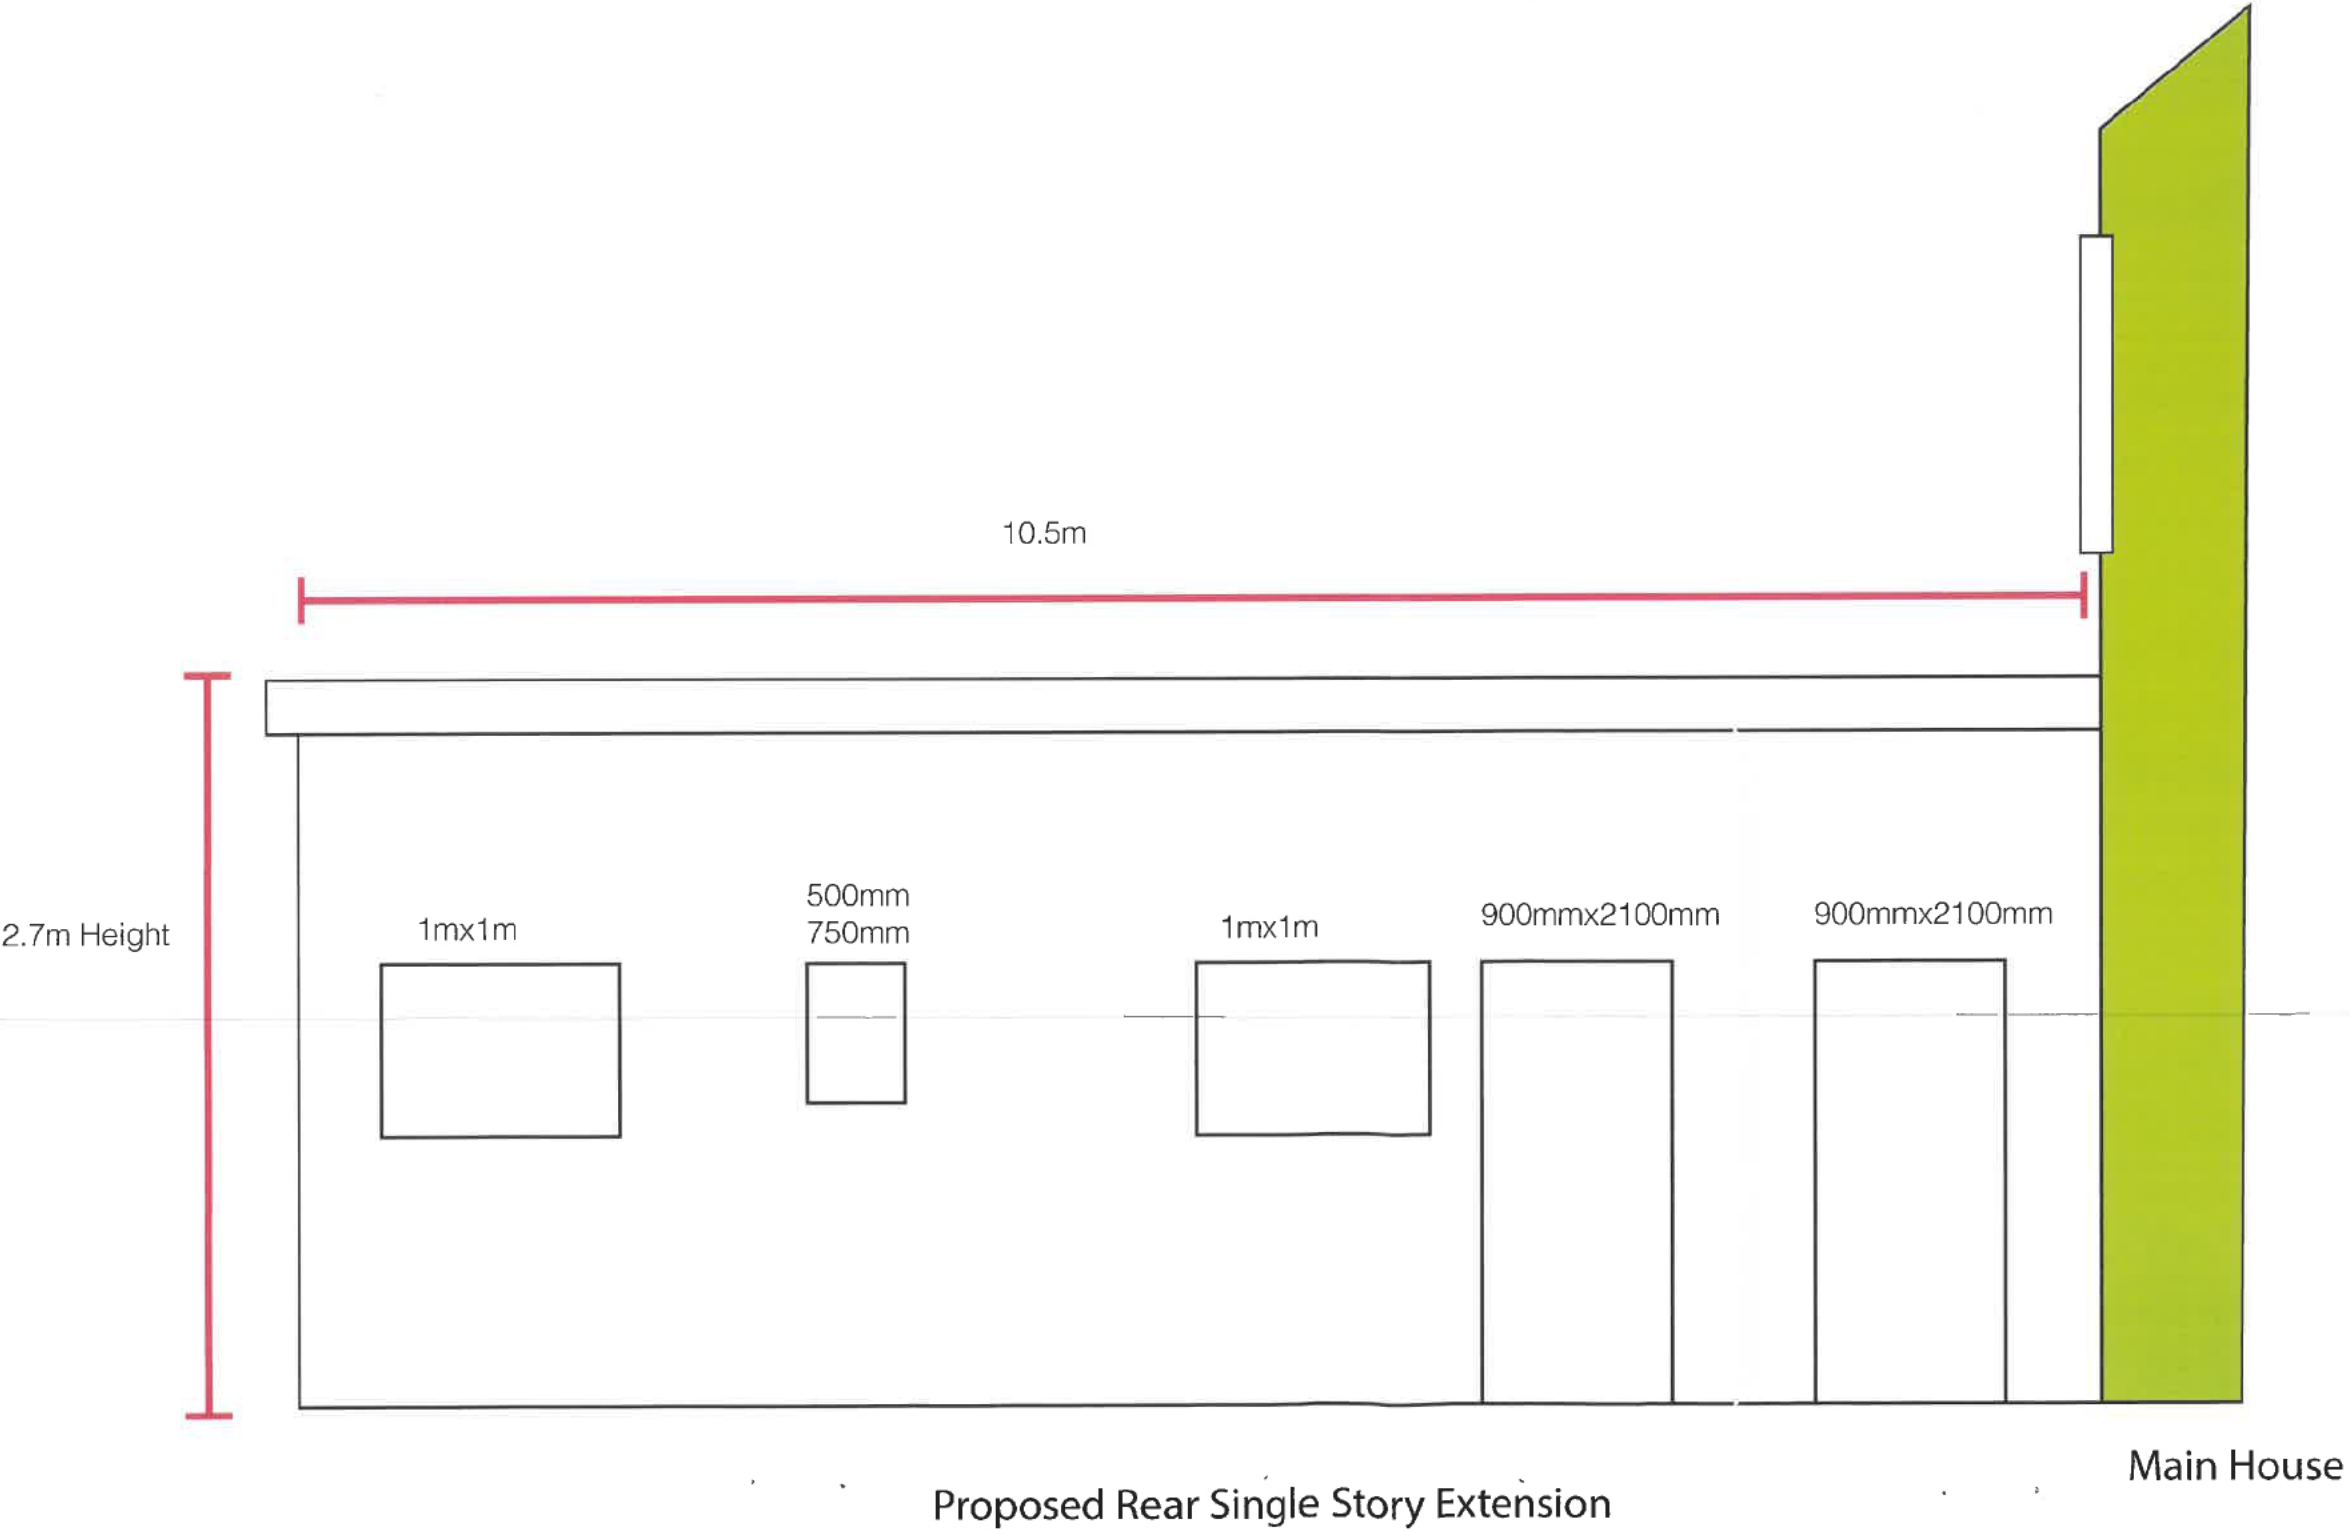 10.5m
2.7m Height
1mx1m
500mm
750mm
1mx1m
900mmx2100mm
900mmx2100mm
Main House
Proposed Rear Single Story Extension